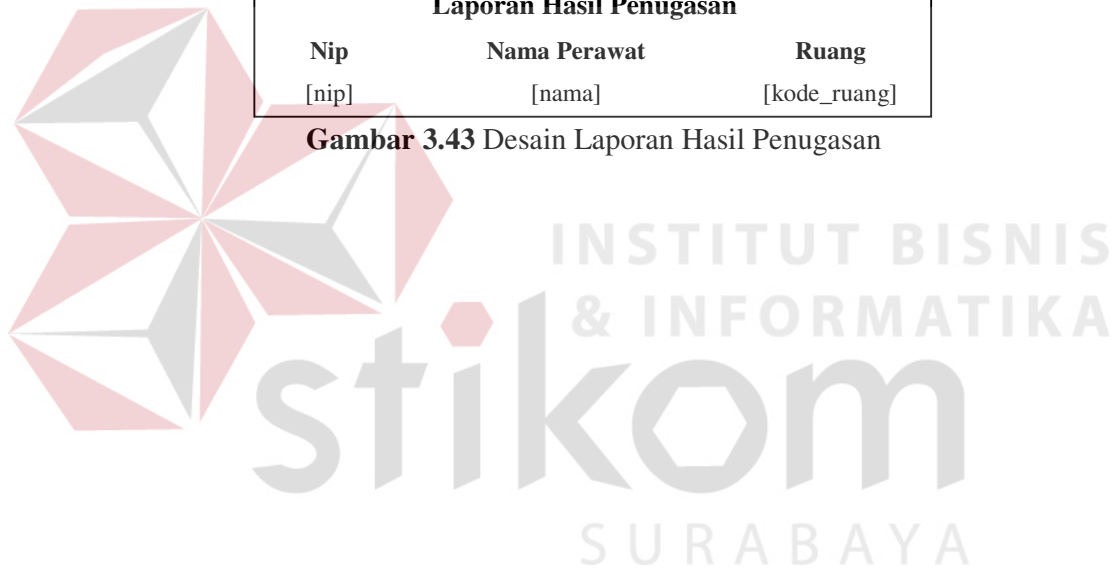 Laporan Hasil Penugasan
Nip Nama Perawat Ruang
[nip] [nama] [kode_ruang]
Gambar 3.43 Desain Laporan Hasil Penugasan
INSTITUT BISNIS
& INFORMATIKA
stikom
SURABAYA